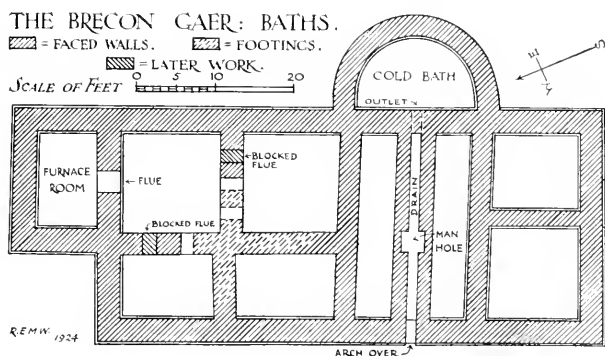 THE BRECON GAER: BATHS.
= FACED WALLS. = FOOTINGS.
= LATER WORK.
SCALE OF FEET 0 5 10 20
COLD BATH
OUTLET
S
E
BLOCKED FLUE
FURNACE ROOM
FLUE
BLOCKED FLUE
DRAIN
MAN HOLE
R.E.M.W. 1924
ARCH OVER